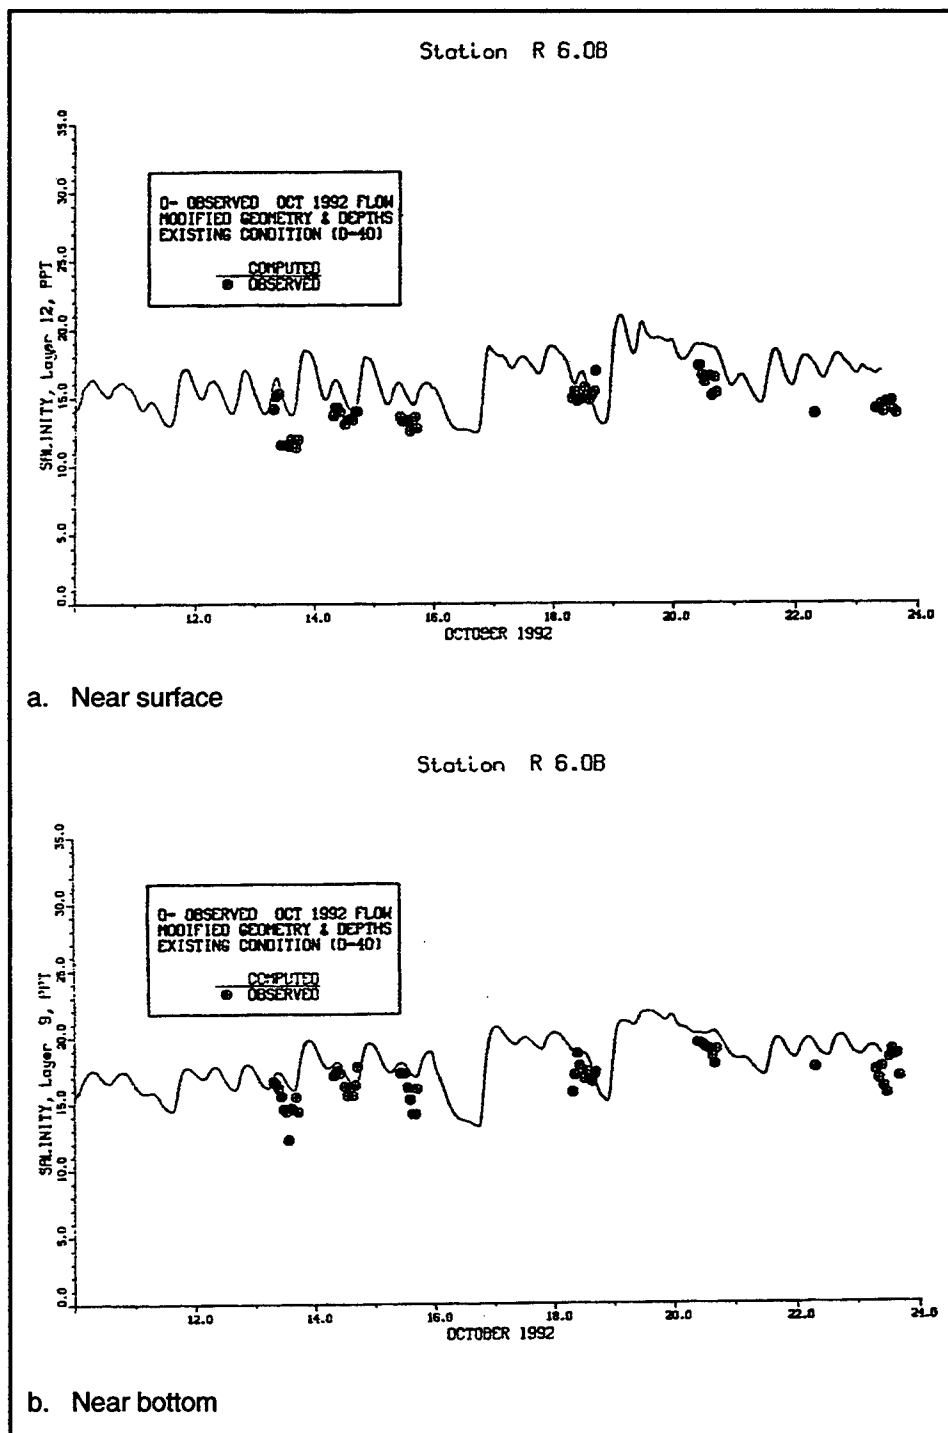 Station R 6.0B
35.0
30.0
25.0
20.0
15.0
10.0
5.0
0.0
SALINITY, Layer 12, PPT
O- OBSERVED OCT 1992 FLOW
MODIFIED GEOMETRY & DEPTHS
EXISTING CONDITION (D-40)
COMPUTED
OBSERVED
12.0 14.0 16.0 18.0 20.0 22.0 24.0
OCTOBER 1992
a. Near surface
Station R 6.0B
35.0
30.0
25.0
20.0
15.0
10.0
5.0
0.0
SALINITY, Layer 9, PPT
O- OBSERVED OCT 1992 FLOW
MODIFIED GEOMETRY & DEPTHS
EXISTING CONDITION (D-40)
COMPUTED
OBSERVED
12.0 14.0 16.0 18.0 20.0 22.0 24.0
OCTOBER 1992
b. Near bottom